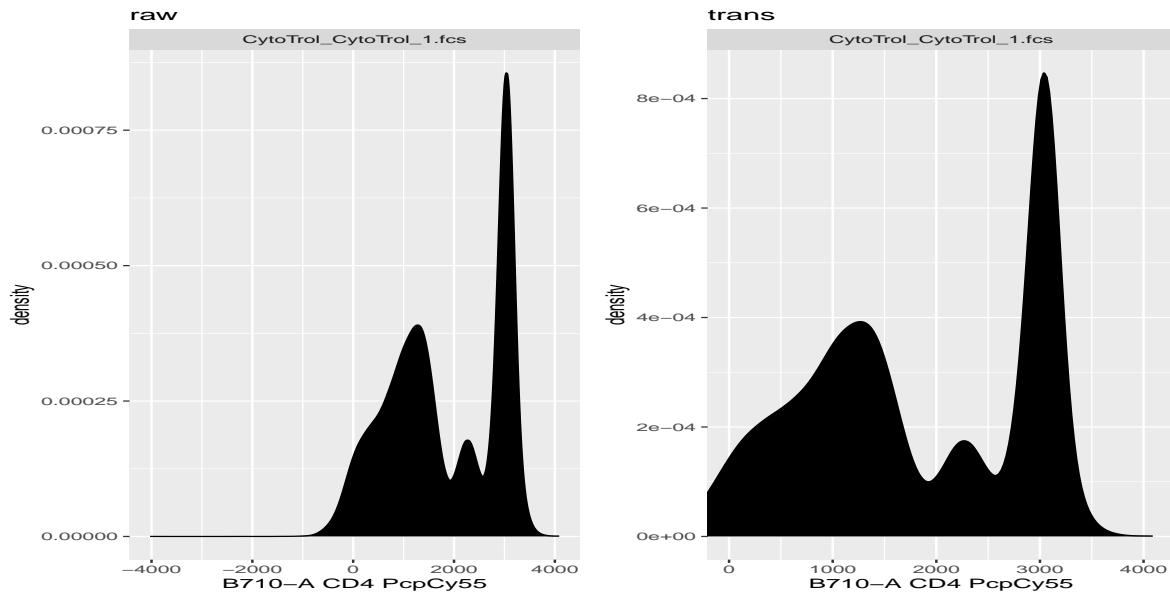 raw
CytoTrol_CytoTrol_1.fcs
0.00075
0.00050
0.00025
0.00000
density
−4000 −2000 0 2000 4000
B710−A CD4 PcpCy55
trans
CytoTrol_CytoTrol_1.fcs
8e−04
6e−04
4e−04
2e−04
0e+00
density
0 1000 2000 3000 4000
B710−A CD4 PcpCy55